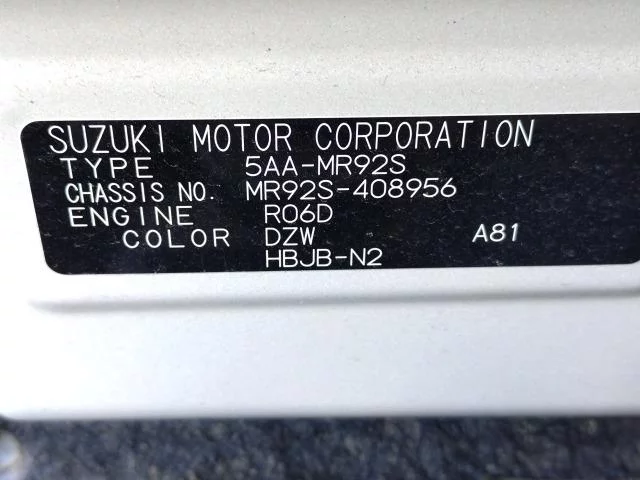 SUZUKI MOTOR CORPORATION
TYPE 5AA-MR92S
CHASSIS NO. MR92S-408956
ENGINE R06D
COLOR DZW A81
HBJB-N2